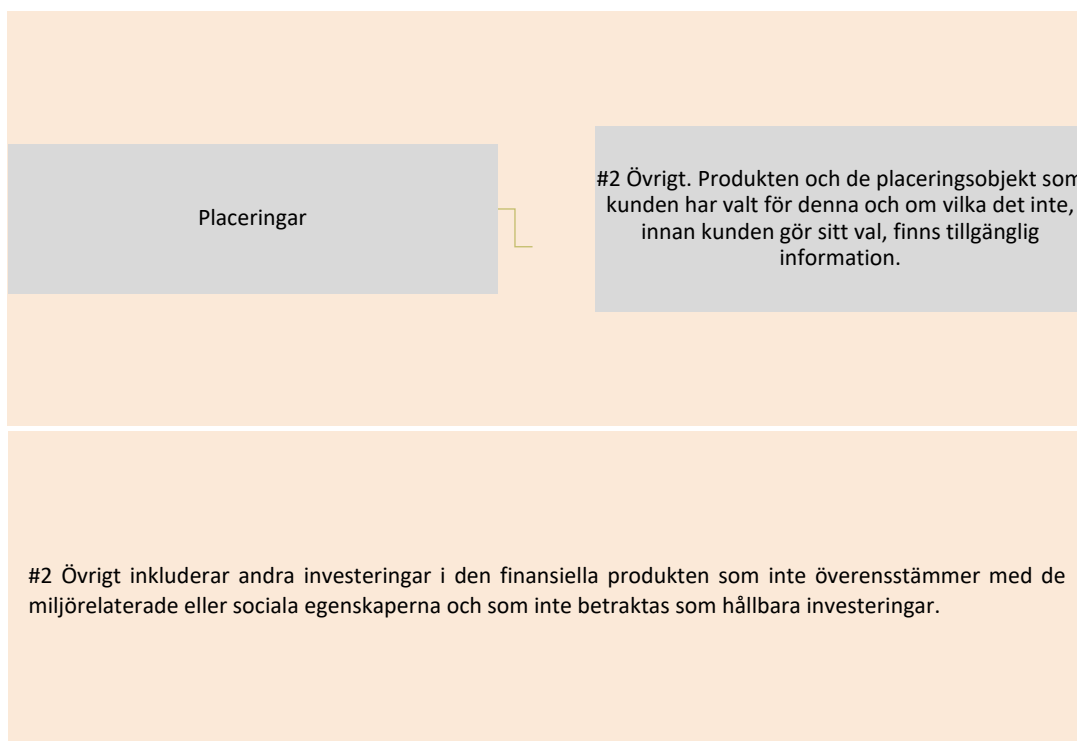 Placeringar
#2 Övrigt. Produkten och de placeringsobjekt som
kunden har valt för denna och om vilka det inte,
innan kunden gör sitt val, finns tillgänglig
information.
#2 Övrigt inkluderar andra investeringar i den finansiella produkten som inte överensstämmer med de
miljörelaterade eller sociala egenskaperna och som inte betraktas som hållbara investeringar.